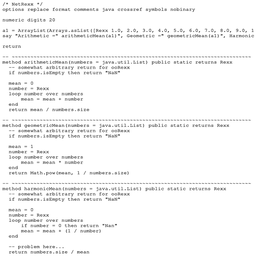 /* NetRexx */
options replace format comments java crossref symbols nobinary
numeric digits 20
a1 = ArrayList(Arrays.asList([Rexx 1.0, 2.0, 3.0, 4.0, 5.0, 6.0, 7.0, 8.0, 9.0, 1
say "Arithmetic =" arithmeticMean(a1)", Geometric =" geometricMean(a1)", Harmonic
return
-- ~~~~~~~~~~~~~~~~~~~~~~~~~~~~~~~~~~~~~~~~~~~~~~~~~~~~~~~~~~~~~~~~~~~~~~~~~~~~~
method arithmeticMean(numbers = java.util.List) public static returns Rexx
-- somewhat arbitrary return for ooRexx
if numbers.isEmpty then return "NaN"
mean = 0
number = Rexx
loop number over numbers
mean = mean + number
end
return mean / numbers.size
-- ~~~~~~~~~~~~~~~~~~~~~~~~~~~~~~~~~~~~~~~~~~~~~~~~~~~~~~~~~~~~~~~~~~~~~~~~~~~~~
method geometricMean(numbers = java.util.List) public static returns Rexx
-- somewhat arbitrary return for ooRexx
if numbers.isEmpty then return "NaN"
mean = 1
number = Rexx
loop number over numbers
mean = mean * number
end
return Math.pow(mean, 1 / numbers.size)
-- ~~~~~~~~~~~~~~~~~~~~~~~~~~~~~~~~~~~~~~~~~~~~~~~~~~~~~~~~~~~~~~~~~~~~~~~~~~~~~
method harmonicMean(numbers = java.util.List) public static returns Rexx
-- somewhat arbitrary return for ooRexx
if numbers.isEmpty then return "NaN"
mean = 0
number = Rexx
loop number over numbers
if number = 0 then return "Nan"
mean = mean + (1 / number)
end
-- problem here...
return numbers.size / mean